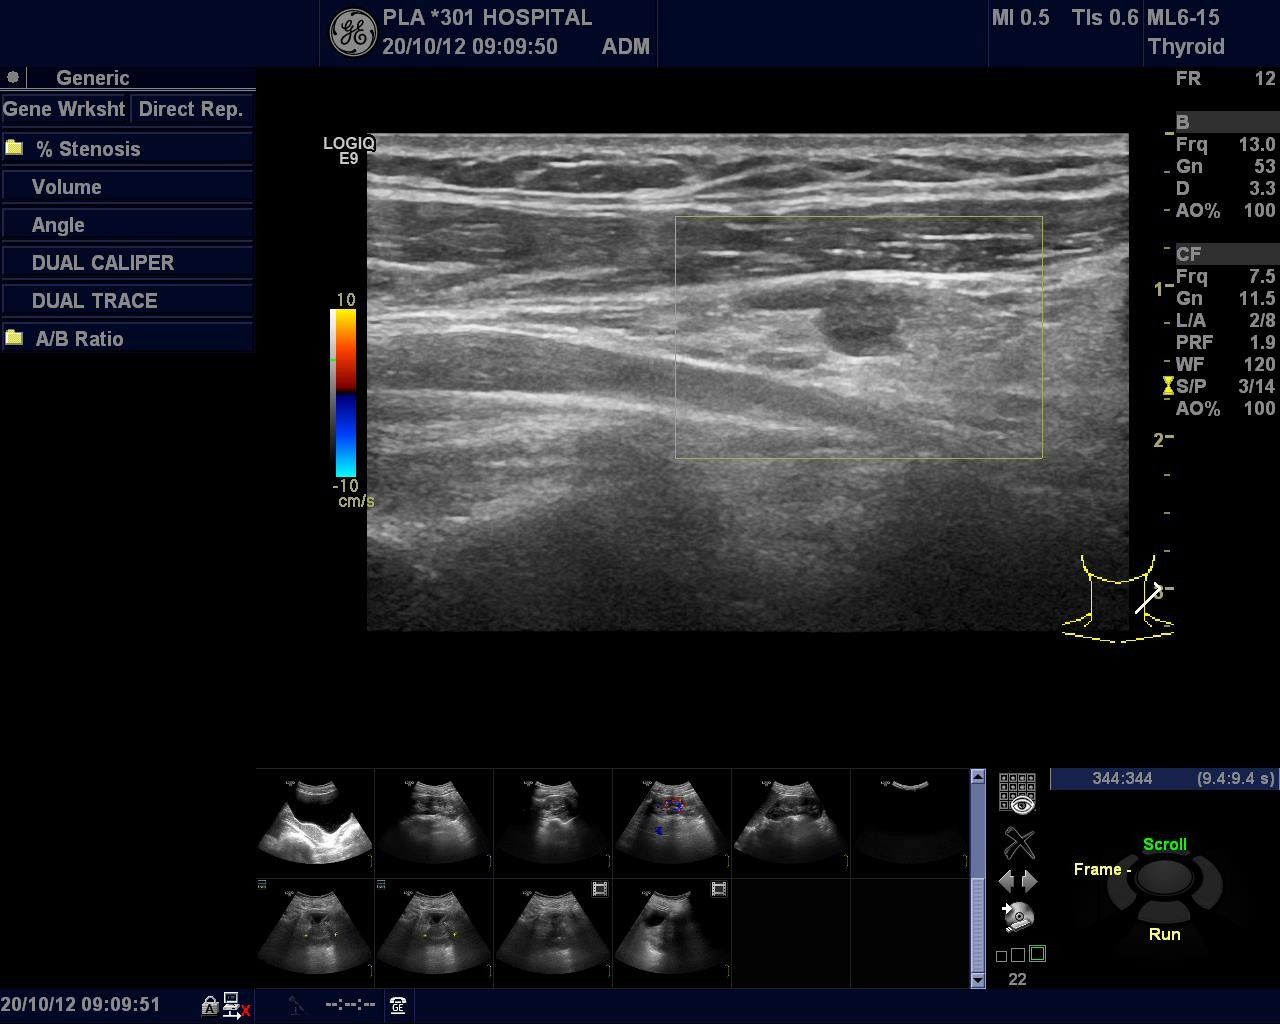 PLA *301 HOSPITAL
20/10/12 09:09:50 ADM
MI 0.5 TIs 0.6
ML6-15
Thyroid
Generic
Gene Wrksht
Direct Rep.
% Stenosis
Volume
Angle
DUAL CALIPER
DUAL TRACE
A/B Ratio
LOGIQ
E9
10
-10
cm/s
1
2
3
FR 12
B
Frq 13.0
Gn 53
D 3.3
AO% 100
CF
Frq 7.5
Gn 11.5
L/A 2/8
PRF 1.9
WF 120
S/P 3/14
AO% 100
344:344 (9.4:9.4 s)
Scroll
Frame -
Run
22
20/10/12 09:09:51
--:--:--
GE